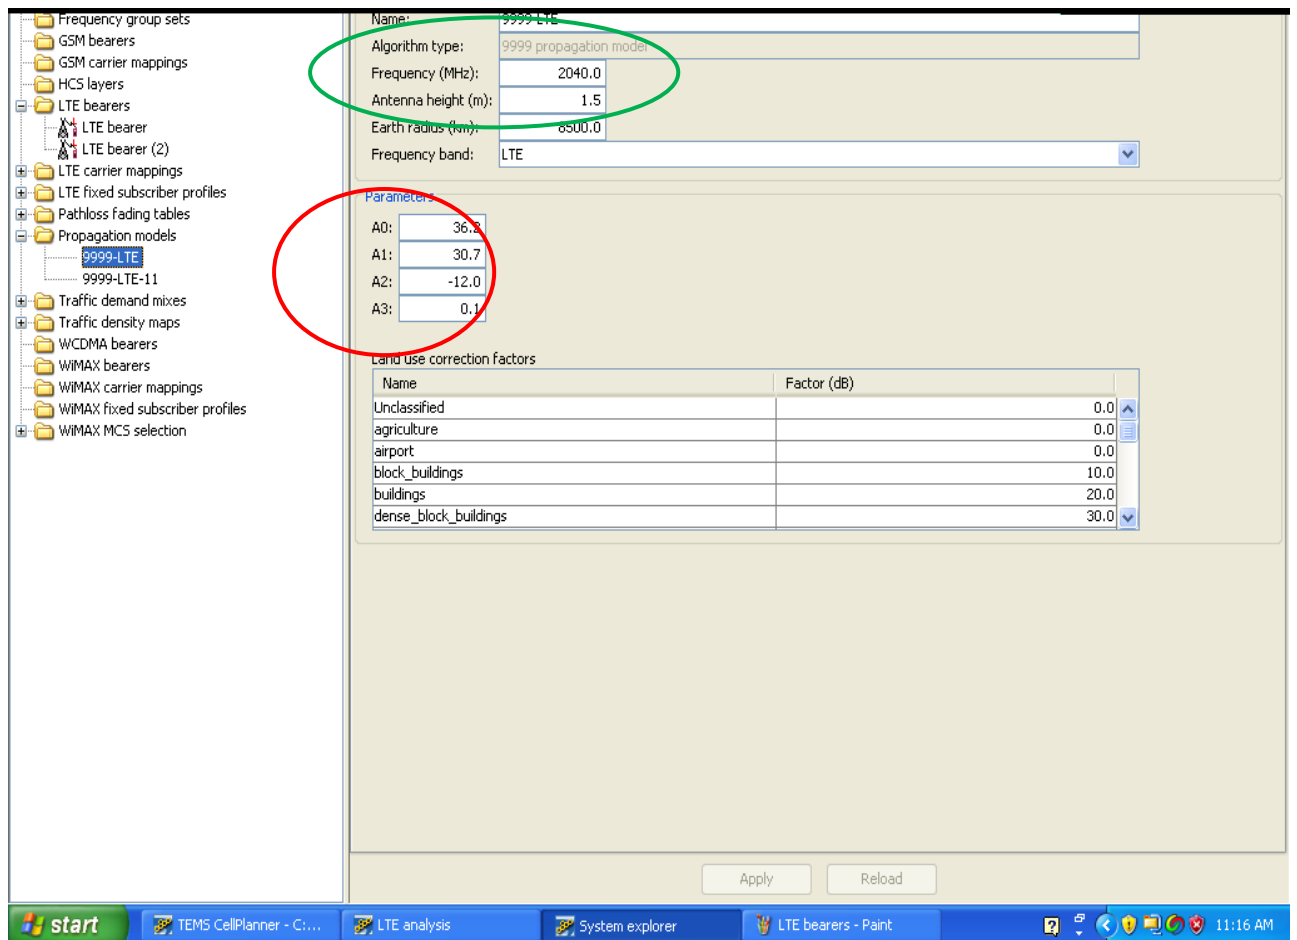 Frequency group sets
GSM bearers
GSM carrier mappings
HCS layers
LTE bearers
LTE bearer
LTE bearer (2)
LTE carrier mappings
LTE fixed subscriber profiles
Pathloss fading tables
Propagation models
9999-LTE
9999-LTE-11
Traffic demand mixes
Traffic density maps
WCDMA bearers
WiMAX bearers
WiMAX carrier mappings
WiMAX fixed subscriber profiles
WiMAX MCS selection
Name: 9999-LTE
Algorithm type: 9999 propagation model
Frequency (MHz): 2040.0
Antenna height (m): 1.5
Earth radius (km): 8500.0
Frequency band: LTE
Parameters
A0: 36.2
A1: 30.7
A2: -12.0
A3: 0.1
Land use correction factors
Name Factor (dB)
Unclassified 0.0
agriculture 0.0
airport 0.0
block_buildings 10.0
buildings 20.0
dense_block_buildings 30.0
Apply Reload
start TEMS CellPlanner - C:... LTE analysis System explorer LTE bearers - Paint 11:16 AM